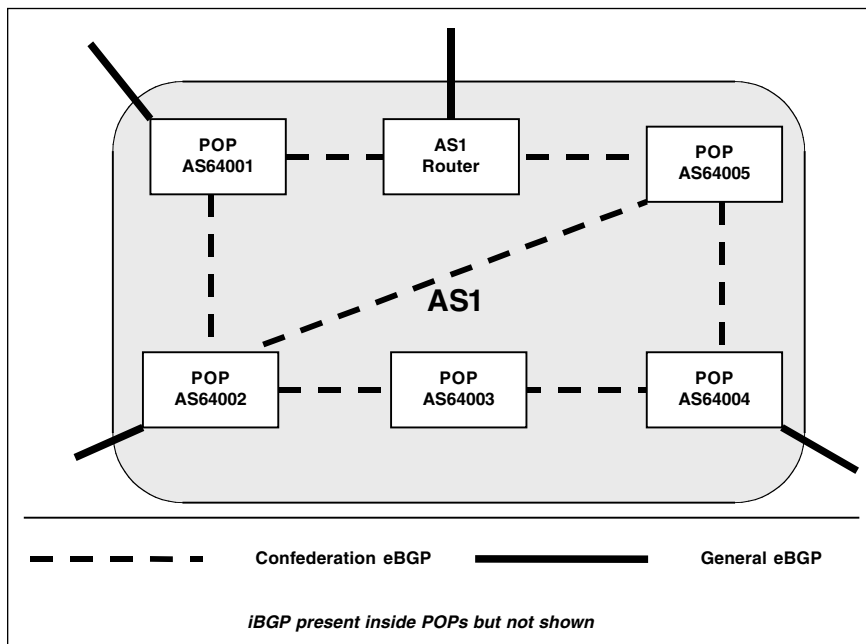 POP
AS64001
AS1
Router
POP
AS64005
AS1
POP
AS64002
POP
AS64003
POP
AS64004
Confederation eBGP
General eBGP
iBGP present inside POPs but not shown